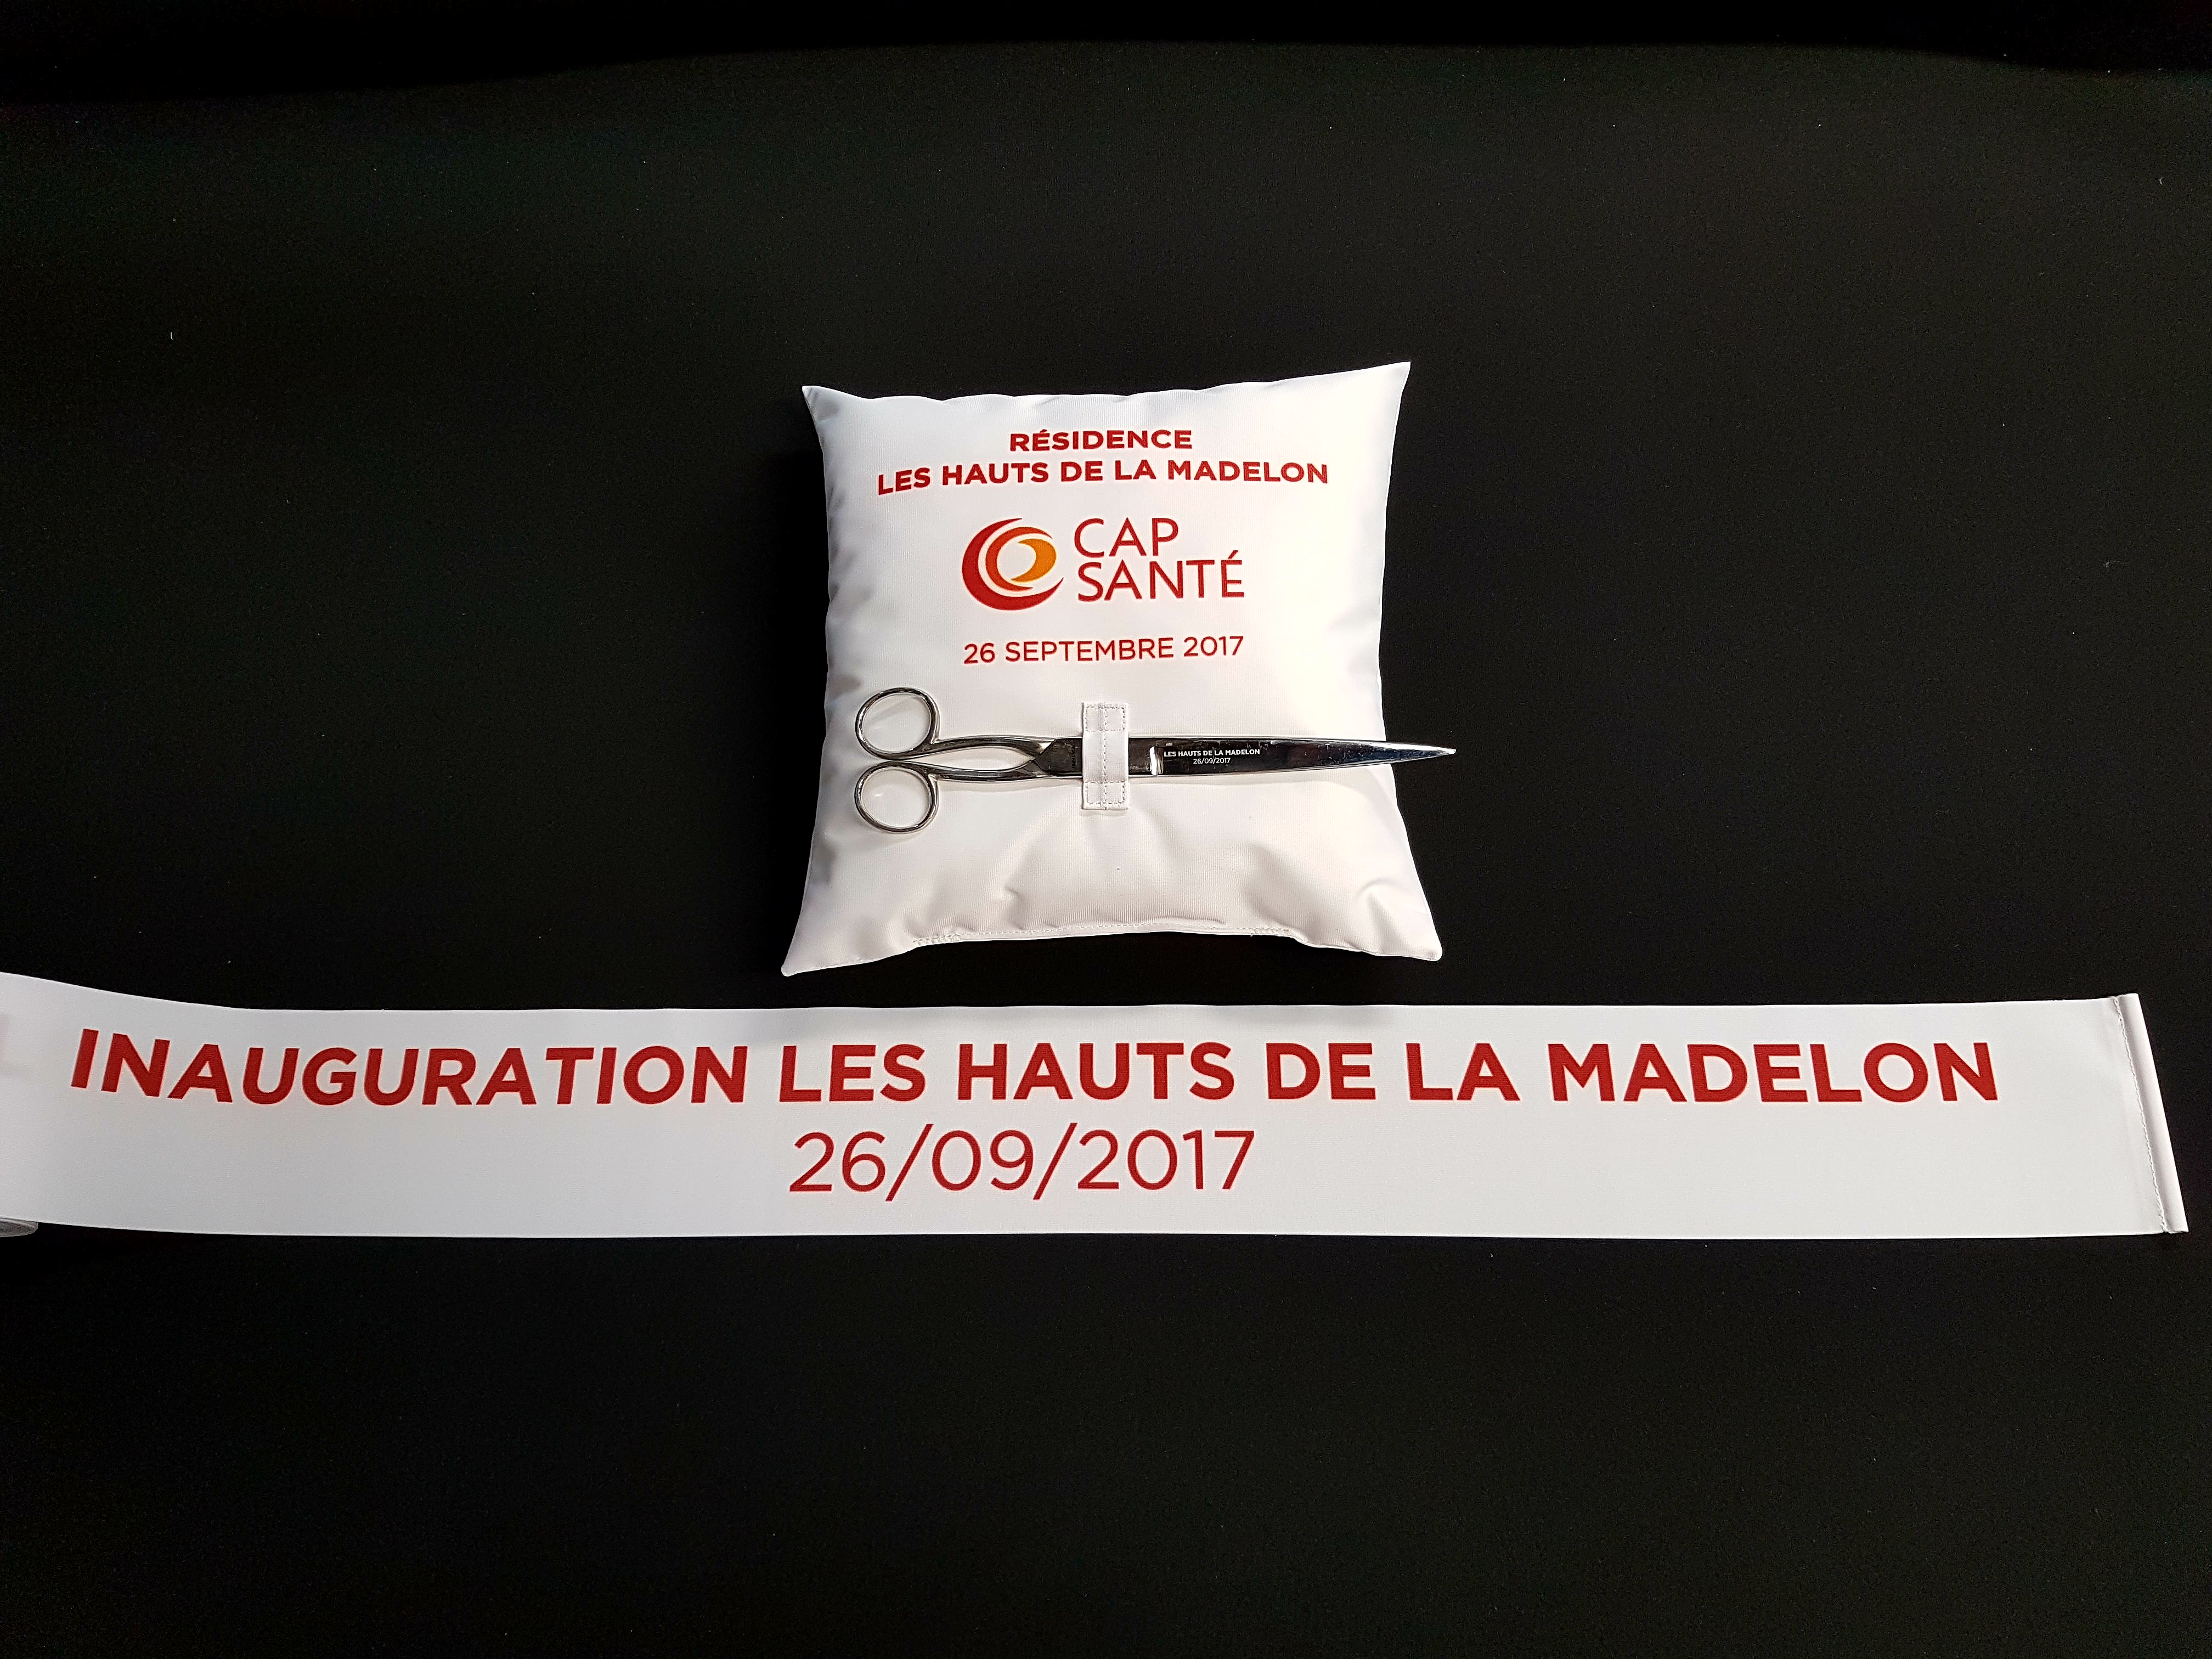 RÉSIDENCE
LES HAUTS DE LA MADELON
CAP
SANTÉ
26 SEPTEMBRE 2017
LES HAUTS DE LA MADELON
26/09/2017
INAUGURATION LES HAUTS DE LA MADELON
26/09/2017